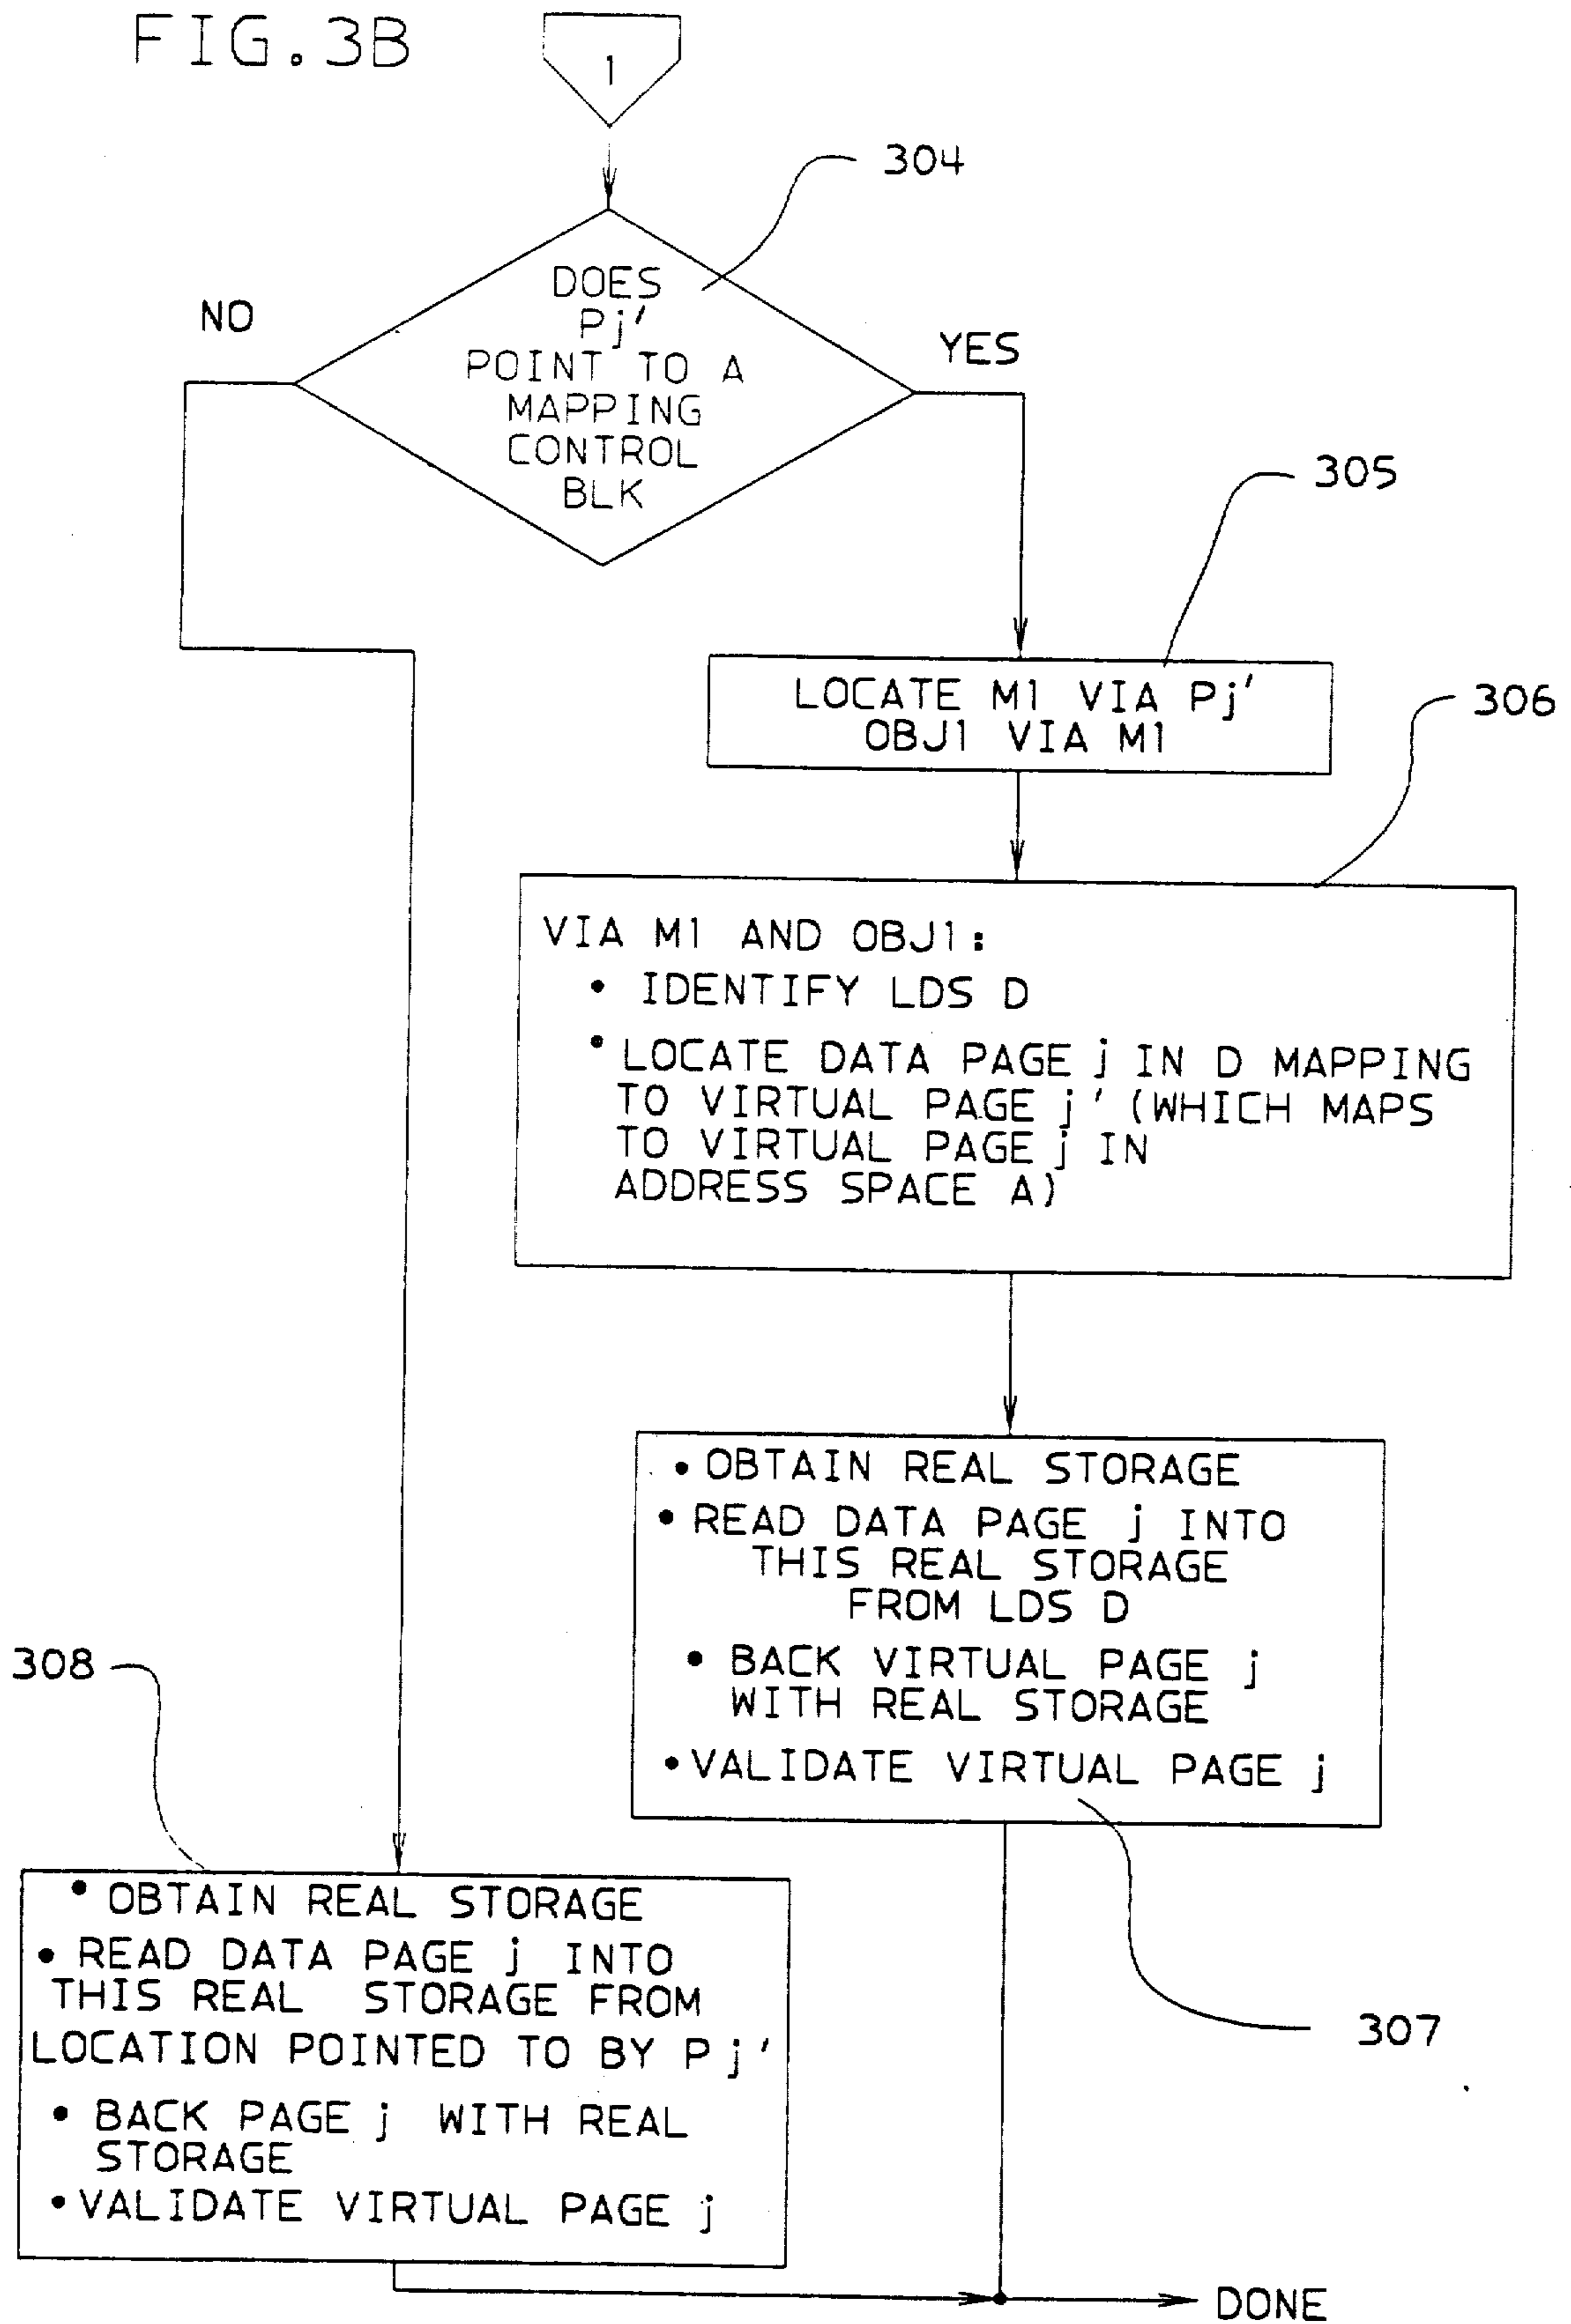 FIG.3B
1
304
DOES
Pj'
POINT TO A
MAPPING
CONTROL
BLK
NO
YES
305
LOCATE M1 VIA Pj'
OBJ1 VIA M1
306
VIA M1 AND OBJ1:
• IDENTIFY LDS D
• LOCATE DATA PAGE j IN D MAPPING
TO VIRTUAL PAGE j' (WHICH MAPS
TO VIRTUAL PAGE j IN
ADDRESS SPACE A)
• OBTAIN REAL STORAGE
• READ DATA PAGE j INTO
THIS REAL STORAGE
FROM LDS D
• BACK VIRTUAL PAGE j
WITH REAL STORAGE
• VALIDATE VIRTUAL PAGE j
307
308
• OBTAIN REAL STORAGE
• READ DATA PAGE j INTO
THIS REAL STORAGE FROM
LOCATION POINTED TO BY Pj'
• BACK PAGE j WITH REAL
STORAGE
• VALIDATE VIRTUAL PAGE j
DONE